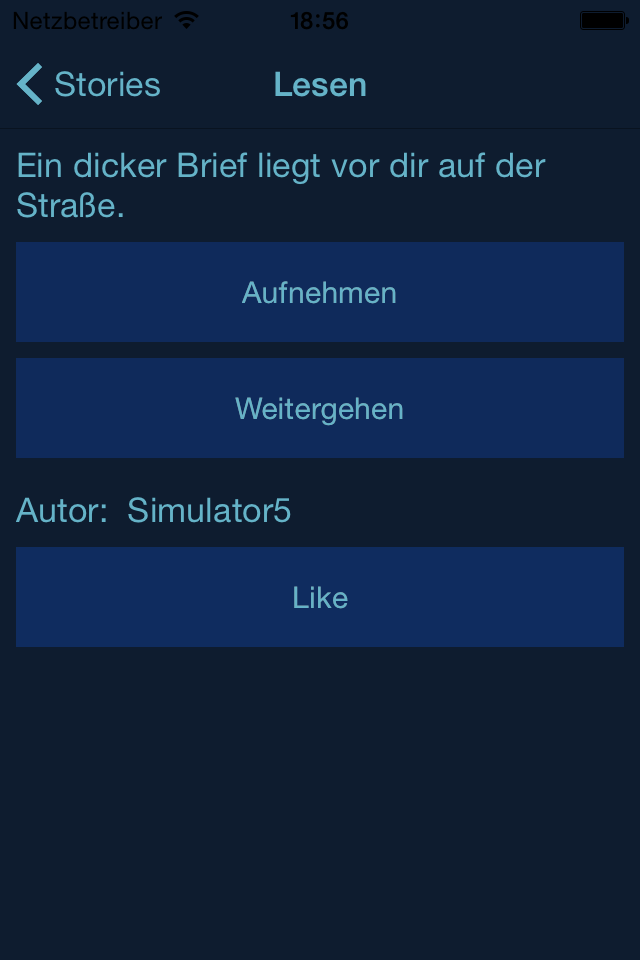 Netzbetreiber 18:56
Stories Lesen
Ein dicker Brief liegt vor dir auf der
Straße.
Aufnehmen
Weitergehen
Autor: Simulator5
Like